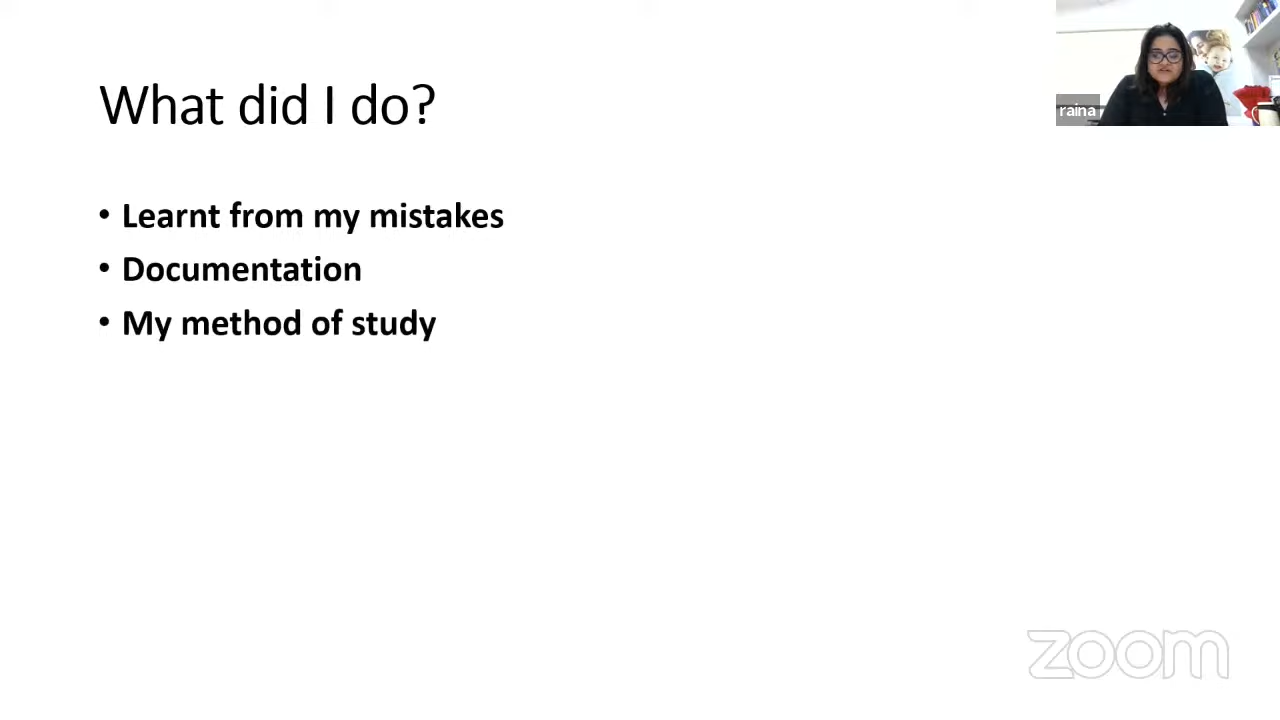 What did I do?
• Learnt from my mistakes
• Documentation
• My method of study
raina
zoom